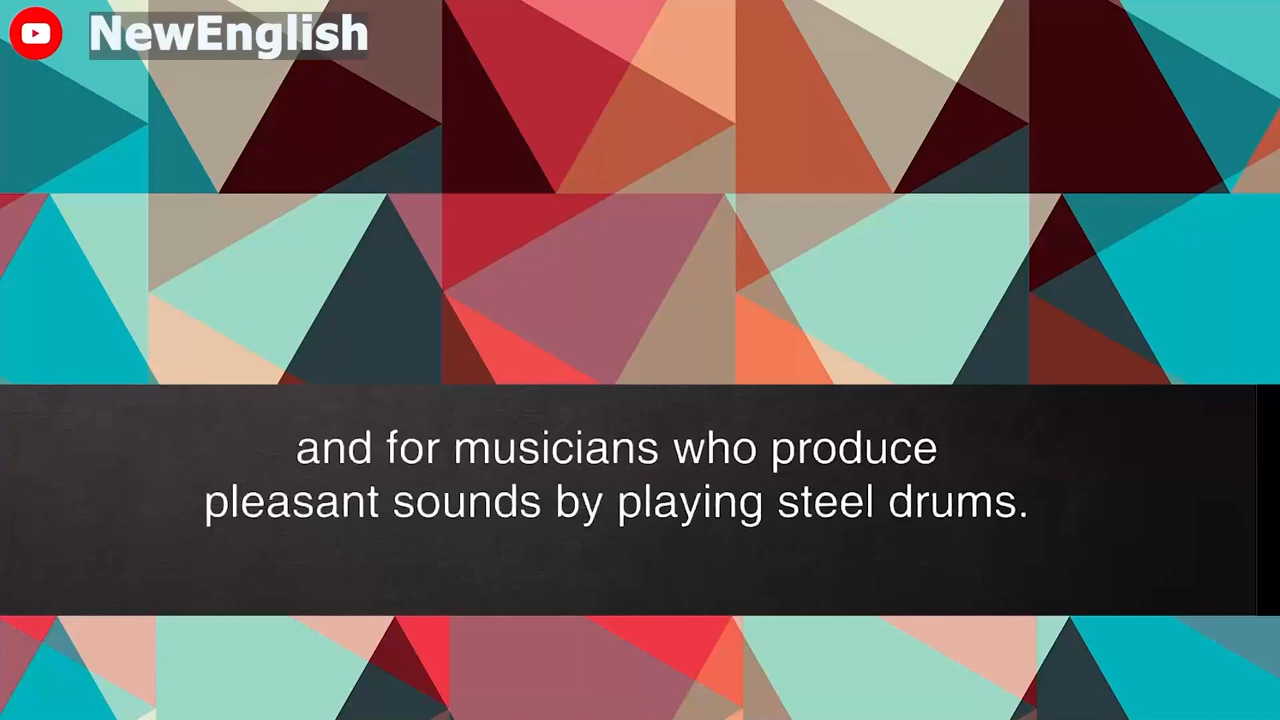 NewEnglish
and for musicians who produce
pleasant sounds by playing steel drums.